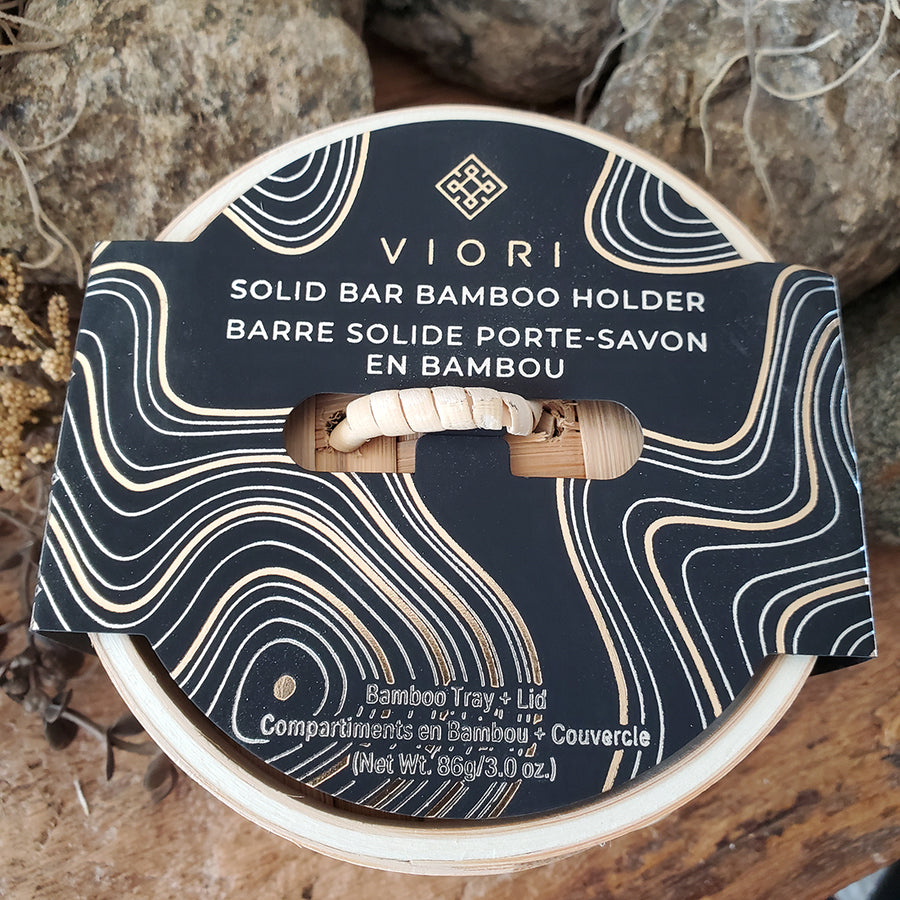 VIORI
SOLID BAR BAMBOO HOLDER
BARRE SOLIDE PORTE-SAVON
EN BAMBOU
Bamboo Tray + Lid
Compartiments en Bambou + Couvercle
(Net Wt. 86g/3.0 oz.)